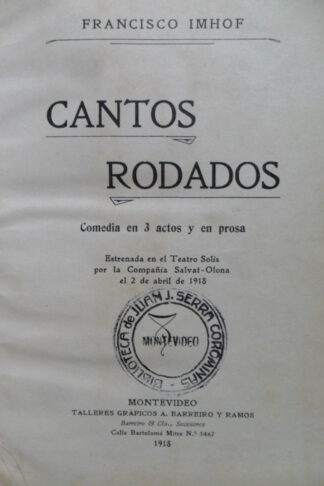 FRANCISCO IMHOF
CANTOS
RODADOS
Comedia en 3 actos y en prosa
Estrenada en el Teatro Solís
por la Compañía Salvat-Olona
el 2 de abril de 1918
BIBLIOTECA de JUAN J. SERRA COROMINAS
MONTEVIDEO
MONTEVIDEO
TALLERES GRÁFICOS A. BARREIRO Y RAMOS
Barreiro & Cía., Sucesores
Calle Bartolomé Mitre N.º 1467
1918